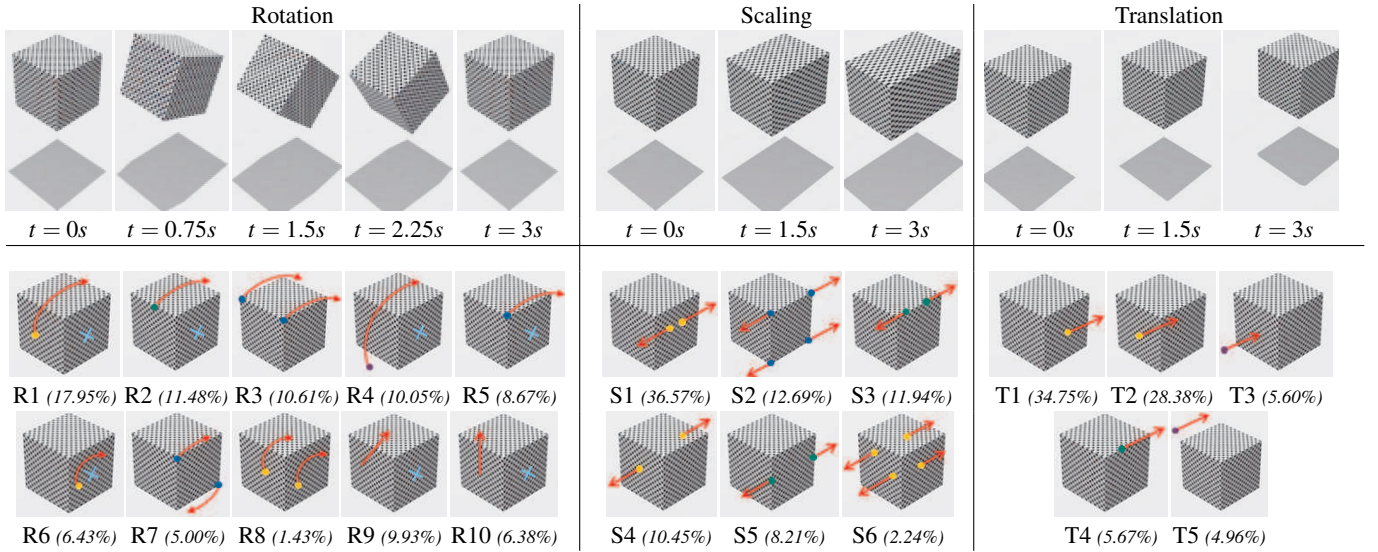 Rotation Scaling Translation
t = 0s t = 0.75s t = 1.5s t = 2.25s t = 3s t = 0s t = 1.5s t = 3s t = 0s t = 1.5s t = 3s
R1 (17.95%) R2 (11.48%) R3 (10.61%) R4 (10.05%) R5 (8.67%) S1 (36.57%) S2 (12.69%) S3 (11.94%) T1 (34.75%) T2 (28.38%) T3 (5.60%)
R6 (6.43%) R7 (5.00%) R8 (1.43%) R9 (9.93%) R10 (6.38%) S4 (10.45%) S5 (8.21%) S6 (2.24%) T4 (5.67%) T5 (4.96%)